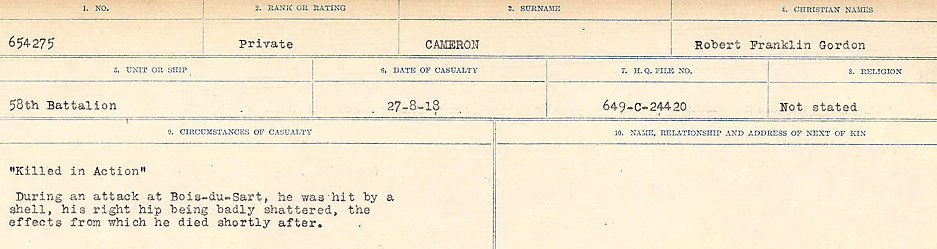 1. NO. 2. RANK OR RATING 3. SURNAME 4. CHRISTIAN NAMES
654275 Private CAMERON Robert Franklin Gordon
5. UNIT OR SHIP 6. DATE OF CASUALTY 7. H.Q. FILE NO. 8. RELIGION
58th Battalion 27-8-18 649-C-24420 Not stated
9. CIRCUMSTANCES OF CASUALTY 10. NAME, RELATIONSHIP AND ADDRESS OF NEXT OF KIN
"Killed in Action"
During an attack at Bois-du-Sart, he was hit by a
shell, his right hip being badly shattered, the
effects from which he died shortly after.